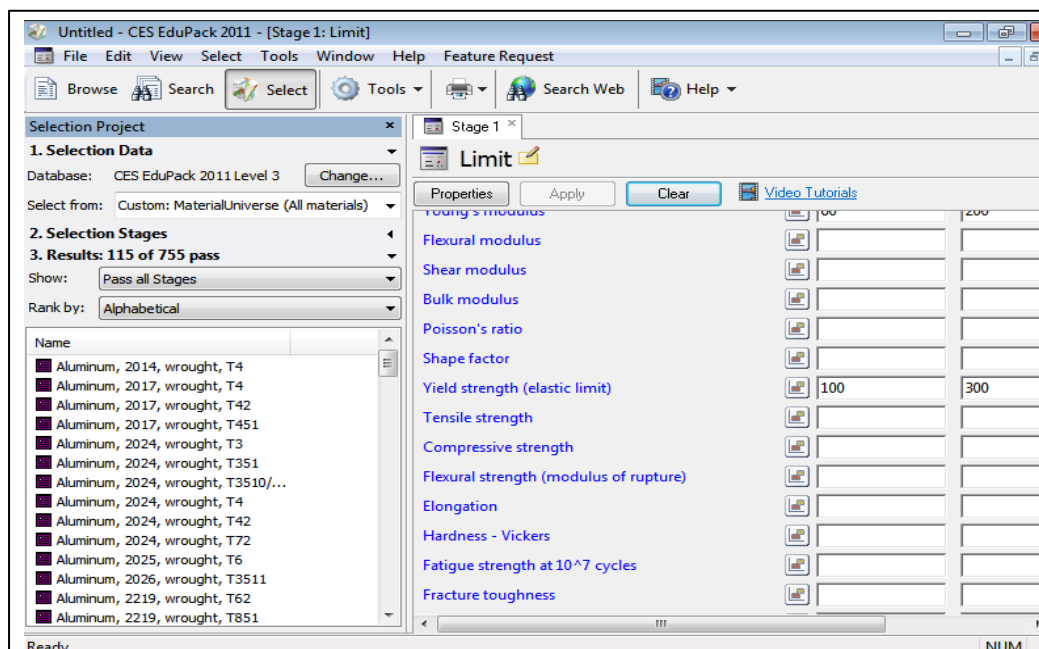 Untitled - CES EduPack 2011 - [Stage 1: Limit]
File Edit View Select Tools Window Help Feature Request
Browse Search Select Tools Search Web Help
Selection Project
1. Selection Data
Database: CES EduPack 2011 Level 3 Change...
Select from: Custom: MaterialUniverse (All materials)
2. Selection Stages
3. Results: 115 of 755 pass
Show: Pass all Stages
Rank by: Alphabetical
Name
Aluminum, 2014, wrought, T4
Aluminum, 2017, wrought, T4
Aluminum, 2017, wrought, T42
Aluminum, 2017, wrought, T451
Aluminum, 2024, wrought, T3
Aluminum, 2024, wrought, T351
Aluminum, 2024, wrought, T3510/...
Aluminum, 2024, wrought, T4
Aluminum, 2024, wrought, T42
Aluminum, 2024, wrought, T72
Aluminum, 2025, wrought, T6
Aluminum, 2026, wrought, T3511
Aluminum, 2219, wrought, T62
Aluminum, 2219, wrought, T851
Stage 1
Limit
Properties Apply Clear Video Tutorials
Young's modulus 200
Flexural modulus
Shear modulus
Bulk modulus
Poisson's ratio
Shape factor
Yield strength (elastic limit) 100 300
Tensile strength
Compressive strength
Flexural strength (modulus of rupture)
Elongation
Hardness - Vickers
Fatigue strength at 10^7 cycles
Fracture toughness
Ready NUM